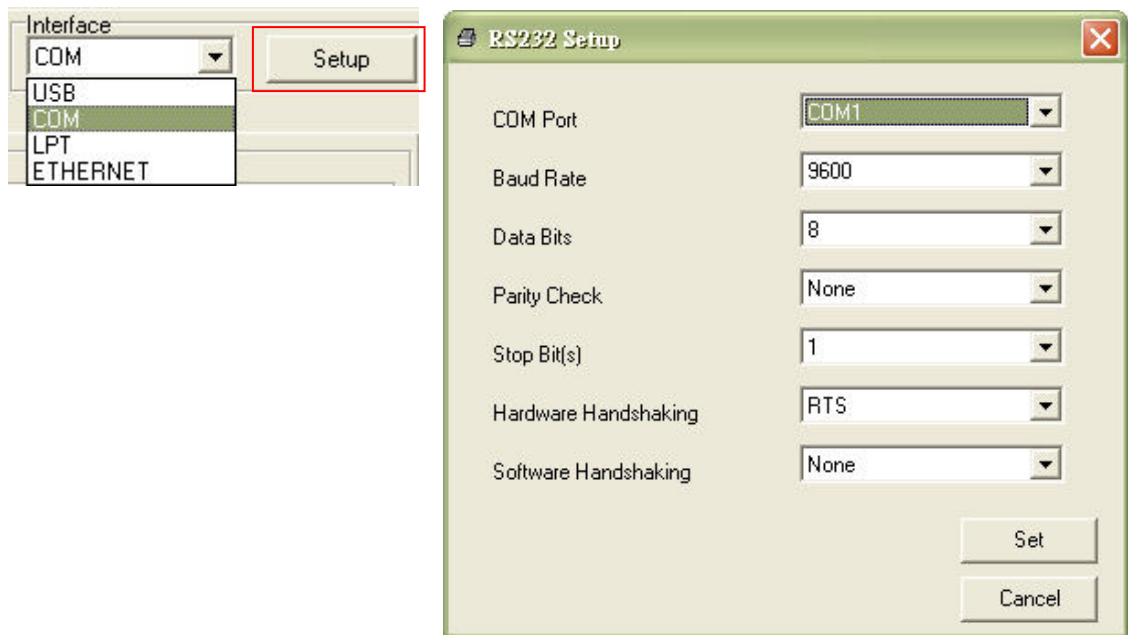 Interface
COM
Setup
USB
COM
LPT
ETHERNET
RS232 Setup
COM Port
COM1
Baud Rate
9600
Data Bits
8
Parity Check
None
Stop Bit(s)
1
Hardware Handshaking
RTS
Software Handshaking
None
Set
Cancel